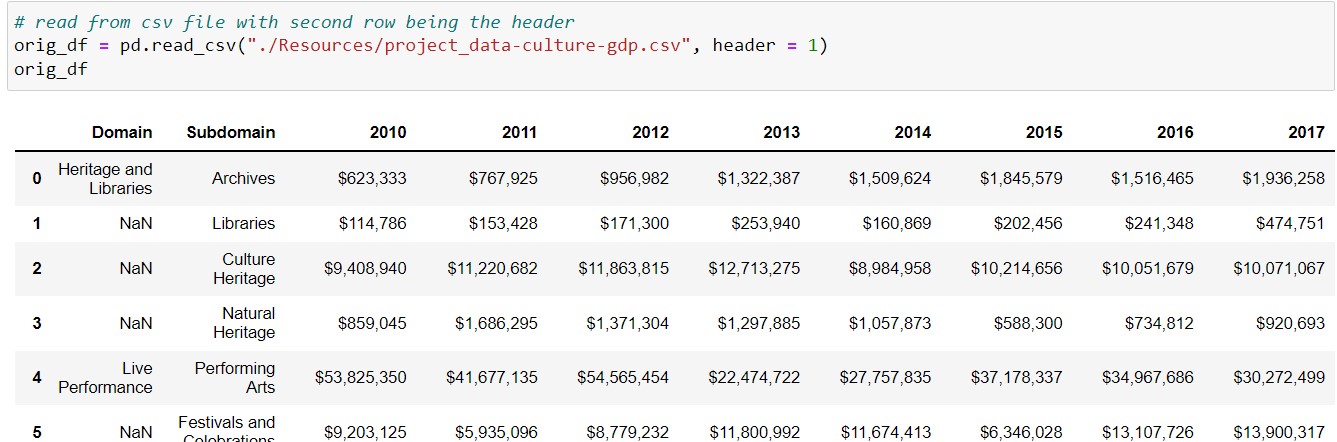 # read from csv file with second row being the header
orig_df = pd.read_csv("./Resources/project_data-culture-gdp.csv", header = 1)
orig_df
Domain Subdomain 2010 2011 2012 2013 2014 2015 2016 2017
0 Heritage and Libraries Archives $623,333 $767,925 $956,982 $1,322,387 $1,509,624 $1,845,579 $1,516,465 $1,936,258
1 NaN Libraries $114,786 $153,428 $171,300 $253,940 $160,869 $202,456 $241,348 $474,751
2 NaN Culture Heritage $9,408,940 $11,220,682 $11,863,815 $12,713,275 $8,984,958 $10,214,656 $10,051,679 $10,071,067
3 NaN Natural Heritage $859,045 $1,686,295 $1,371,304 $1,297,885 $1,057,873 $588,300 $734,812 $920,693
4 Live Performance Performing Arts $53,825,350 $41,677,135 $54,565,454 $22,474,722 $27,757,835 $37,178,337 $34,967,686 $30,272,499
5 NaN Festivals and Celebrations $9,203,125 $5,935,096 $8,779,232 $11,800,992 $11,674,413 $6,346,028 $13,107,726 $13,900,317